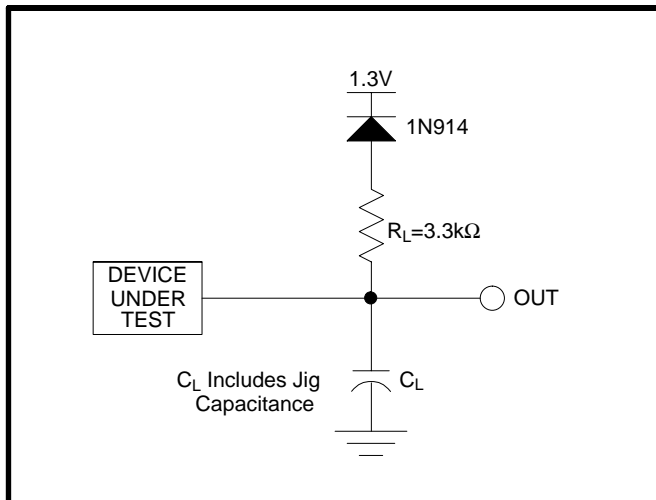 1.3V
1N914
R_L=3.3kΩ
DEVICE
UNDER
TEST
OUT
C_L Includes Jig
Capacitance
C_L